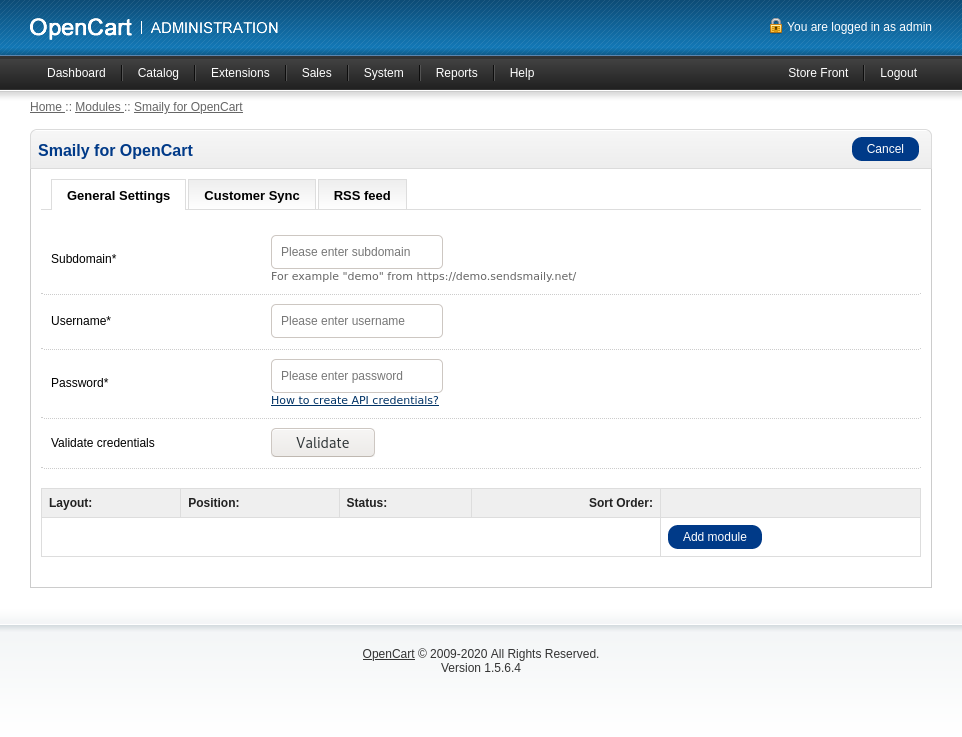 OpenCart | ADMINISTRATION
You are logged in as admin
Dashboard Catalog Extensions Sales System Reports Help Store Front Logout
Home :: Modules :: Smaily for OpenCart
Smaily for OpenCart
Cancel
General Settings Customer Sync RSS feed
Subdomain*
Please enter subdomain
For example "demo" from https://demo.sendsmaily.net/
Username*
Please enter username
Password*
Please enter password
How to create API credentials?
Validate credentials
Validate
Layout: Position: Status: Sort Order:
Add module
OpenCart © 2009-2020 All Rights Reserved.
Version 1.5.6.4